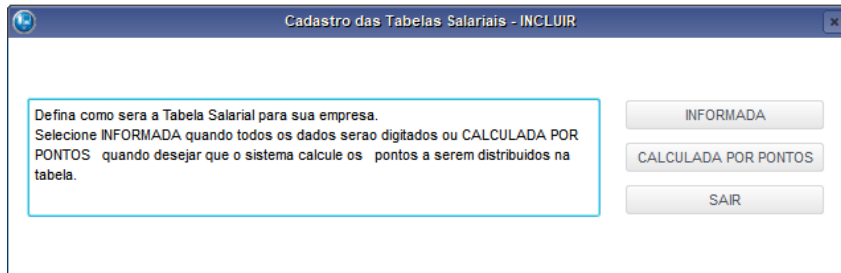 Cadastro das Tabelas Salariais - INCLUIR
Defina como sera a Tabela Salarial para sua empresa.
Selecione INFORMADA quando todos os dados serao digitados ou CALCULADA POR
PONTOS quando desejar que o sistema calcule os pontos a serem distribuidos na
tabela.
INFORMADA
CALCULADA POR PONTOS
SAIR